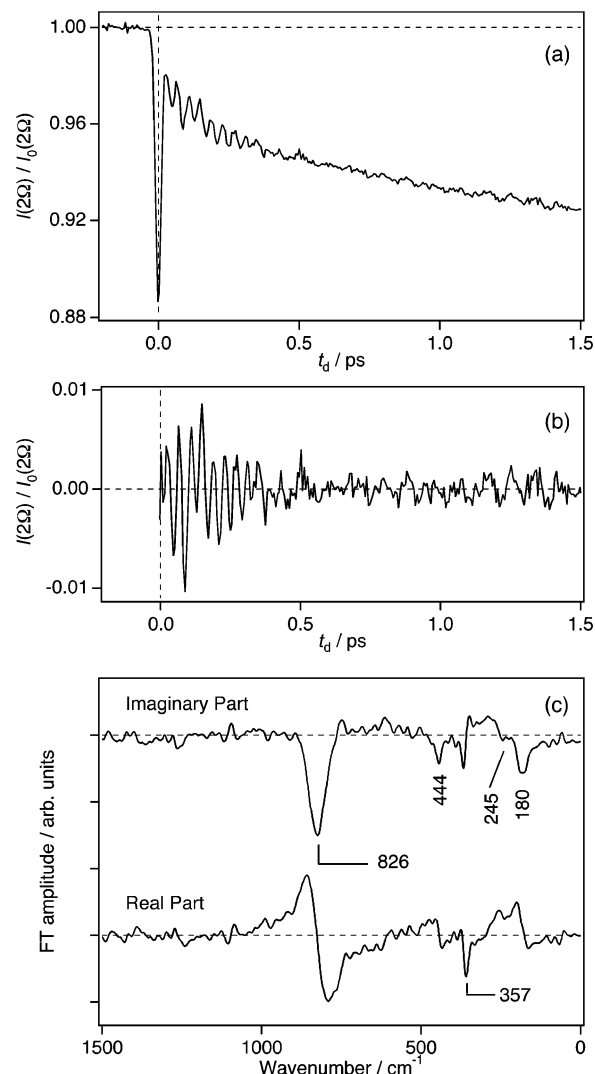 1.00
(a)
0.96
0.92
0.88
I(2Ω) / I0(2Ω)
0.0 0.5 1.0 1.5
td / ps
0.01
(b)
0.00
-0.01
I(2Ω) / I0(2Ω)
0.0 0.5 1.0 1.5
td / ps
Imaginary Part
(c)
444
245
180
826
Real Part
357
FT amplitude / arb. units
1500 1000 500 0
Wavenumber / cm-1